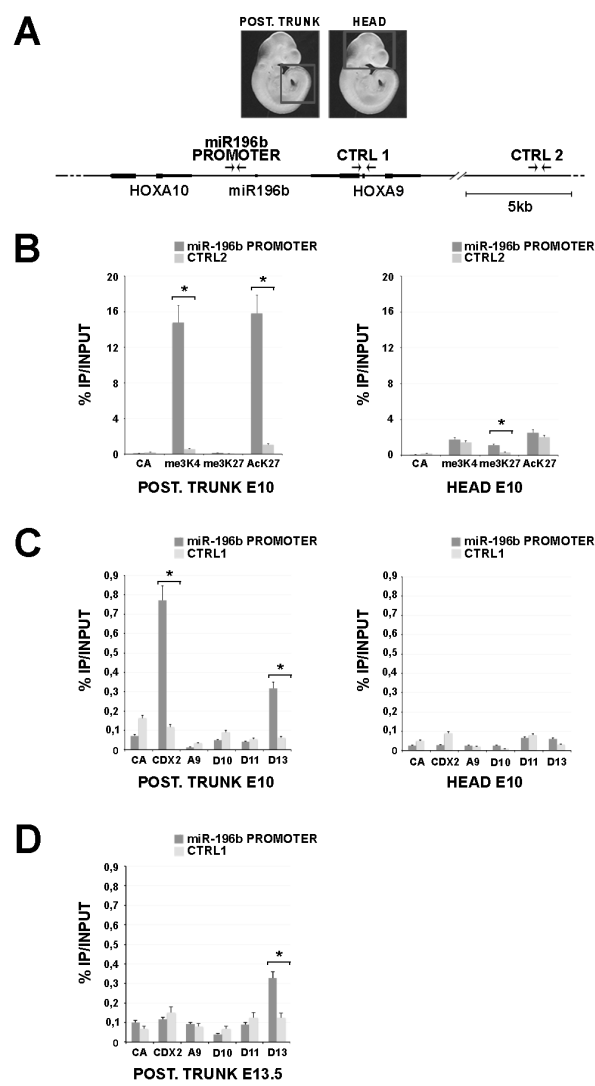 A
POST. TRUNK HEAD
miR196b
PROMOTER CTRL 1 CTRL 2
HOXA10 miR196b HOXA9
5kb
B
miR-196b PROMOTER
CTRL2
miR-196b PROMOTER
CTRL2
% IP/INPUT
20
16
12
8
4
0
* *
CA me3K4 me3K27 AcK27
POST. TRUNK E10
% IP/INPUT
20
16
12
8
4
0
*
CA me3K4 me3K27 AcK27
HEAD E10
C
miR-196b PROMOTER
CTRL1
miR-196b PROMOTER
CTRL1
% IP/INPUT
0,9
0,8
0,7
0,6
0,5
0,4
0,3
0,2
0,1
0
* *
CA CDX2 A9 D10 D11 D13
POST. TRUNK E10
% IP/INPUT
0,9
0,8
0,7
0,6
0,5
0,4
0,3
0,2
0,1
0
CA CDX2 A9 D10 D11 D13
HEAD E10
D
miR-196b PROMOTER
CTRL1
% IP/INPUT
0,9
0,8
0,7
0,6
0,5
0,4
0,3
0,2
0,1
0
*
CA CDX2 A9 D10 D11 D13
POST. TRUNK E13.5